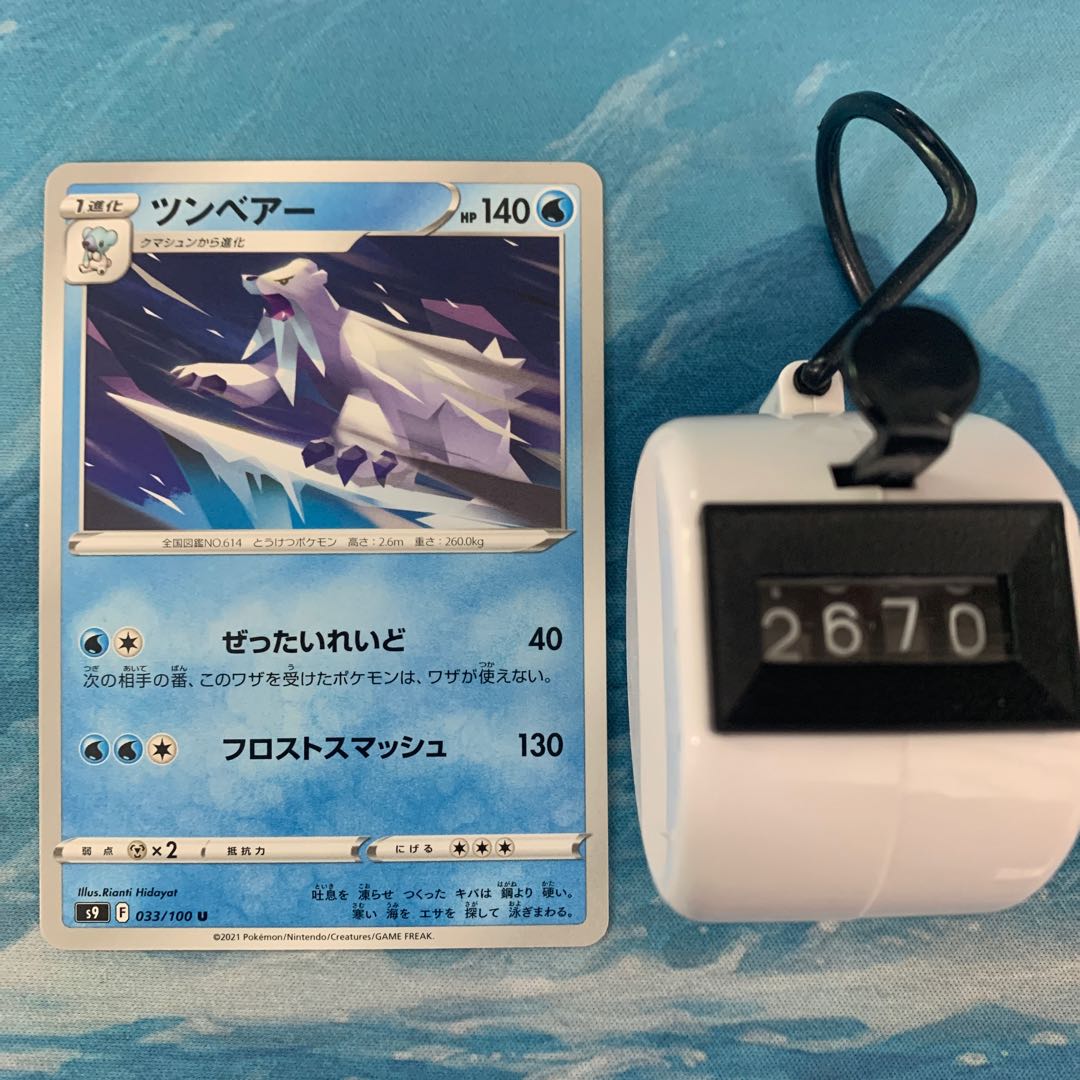 1進化 ツンベアー HP 140
クマシュンから進化
全国図鑑NO.614 とうけつポケモン 高さ:2.6m 重さ:260.0kg
ぜったいれいど 40
次の相手の番、このワザを受けたポケモンは、ワザが使えない。
フロストスマッシュ 130
弱点 ×2 抵抗力 にげる
Illus.Rianti Hidayat
吐息を 凍らせ つくった キバは 鋼より 硬い。
寒い 海を エサを 探して 泳ぎまわる。
s9 F 033/100 U
©2021 Pokémon/Nintendo/Creatures/GAME FREAK.
2670